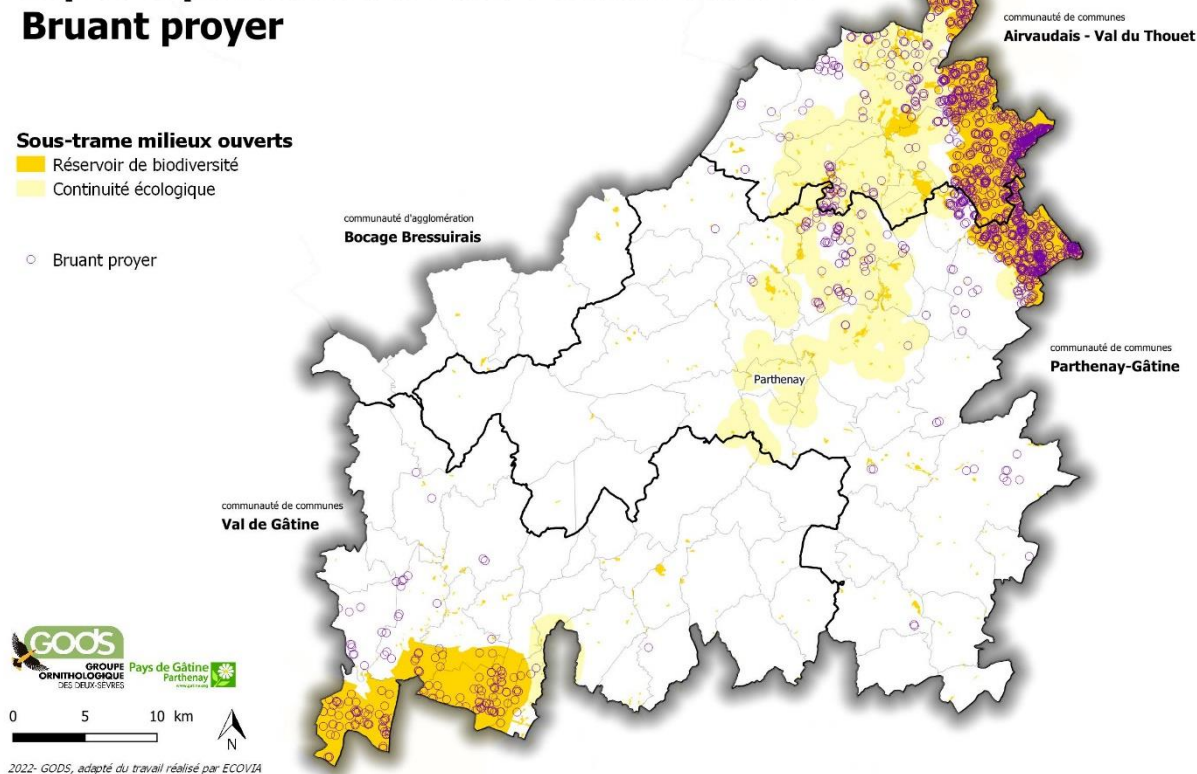 Bruant proyer
communauté de communes
Airvaudais - Val du Thouet
Sous-trame milieux ouverts
Réservoir de biodiversité
Continuité écologique
Bruant proyer
communauté d'agglomération
Bocage Bressuirais
communauté de communes
Parthenay-Gâtine
Parthenay
communauté de communes
Val de Gâtine
GODS
GROUPE
ORNITHOLOGIQUE
DES DEUX-SÈVRES
Pays de Gâtine
Parthenay
0 5 10 km
N
2022- GODS, adapté du travail réalisé par ECOVIA